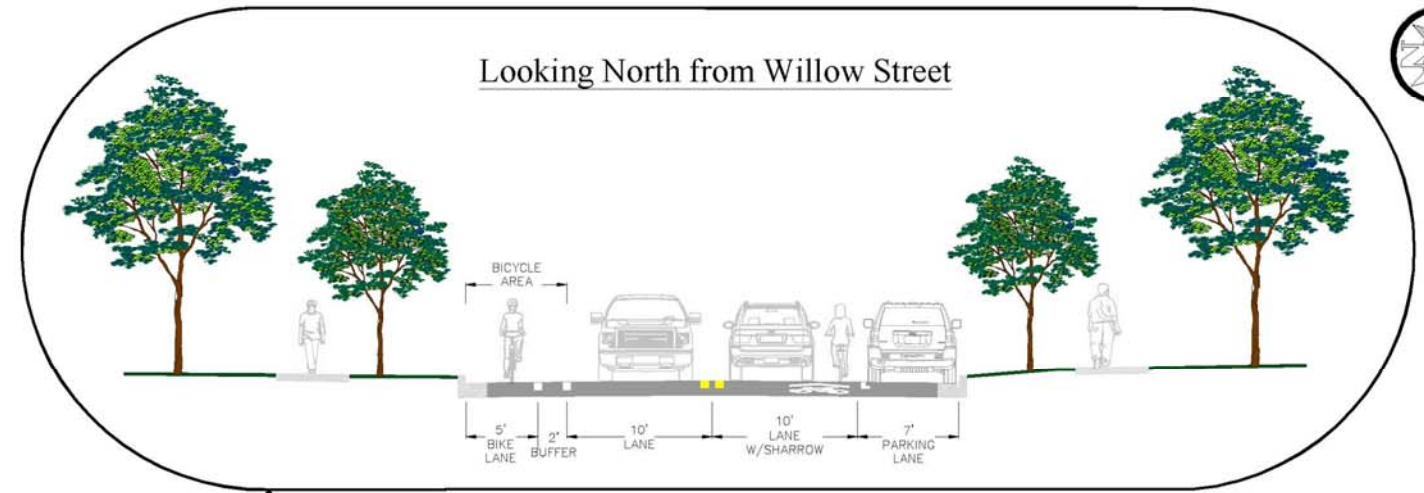 Looking North from Willow Street
N
BICYCLE
AREA
5'
BIKE
LANE
2'
BUFFER
10'
LANE
10'
LANE
W/SHARROW
7'
PARKING
LANE